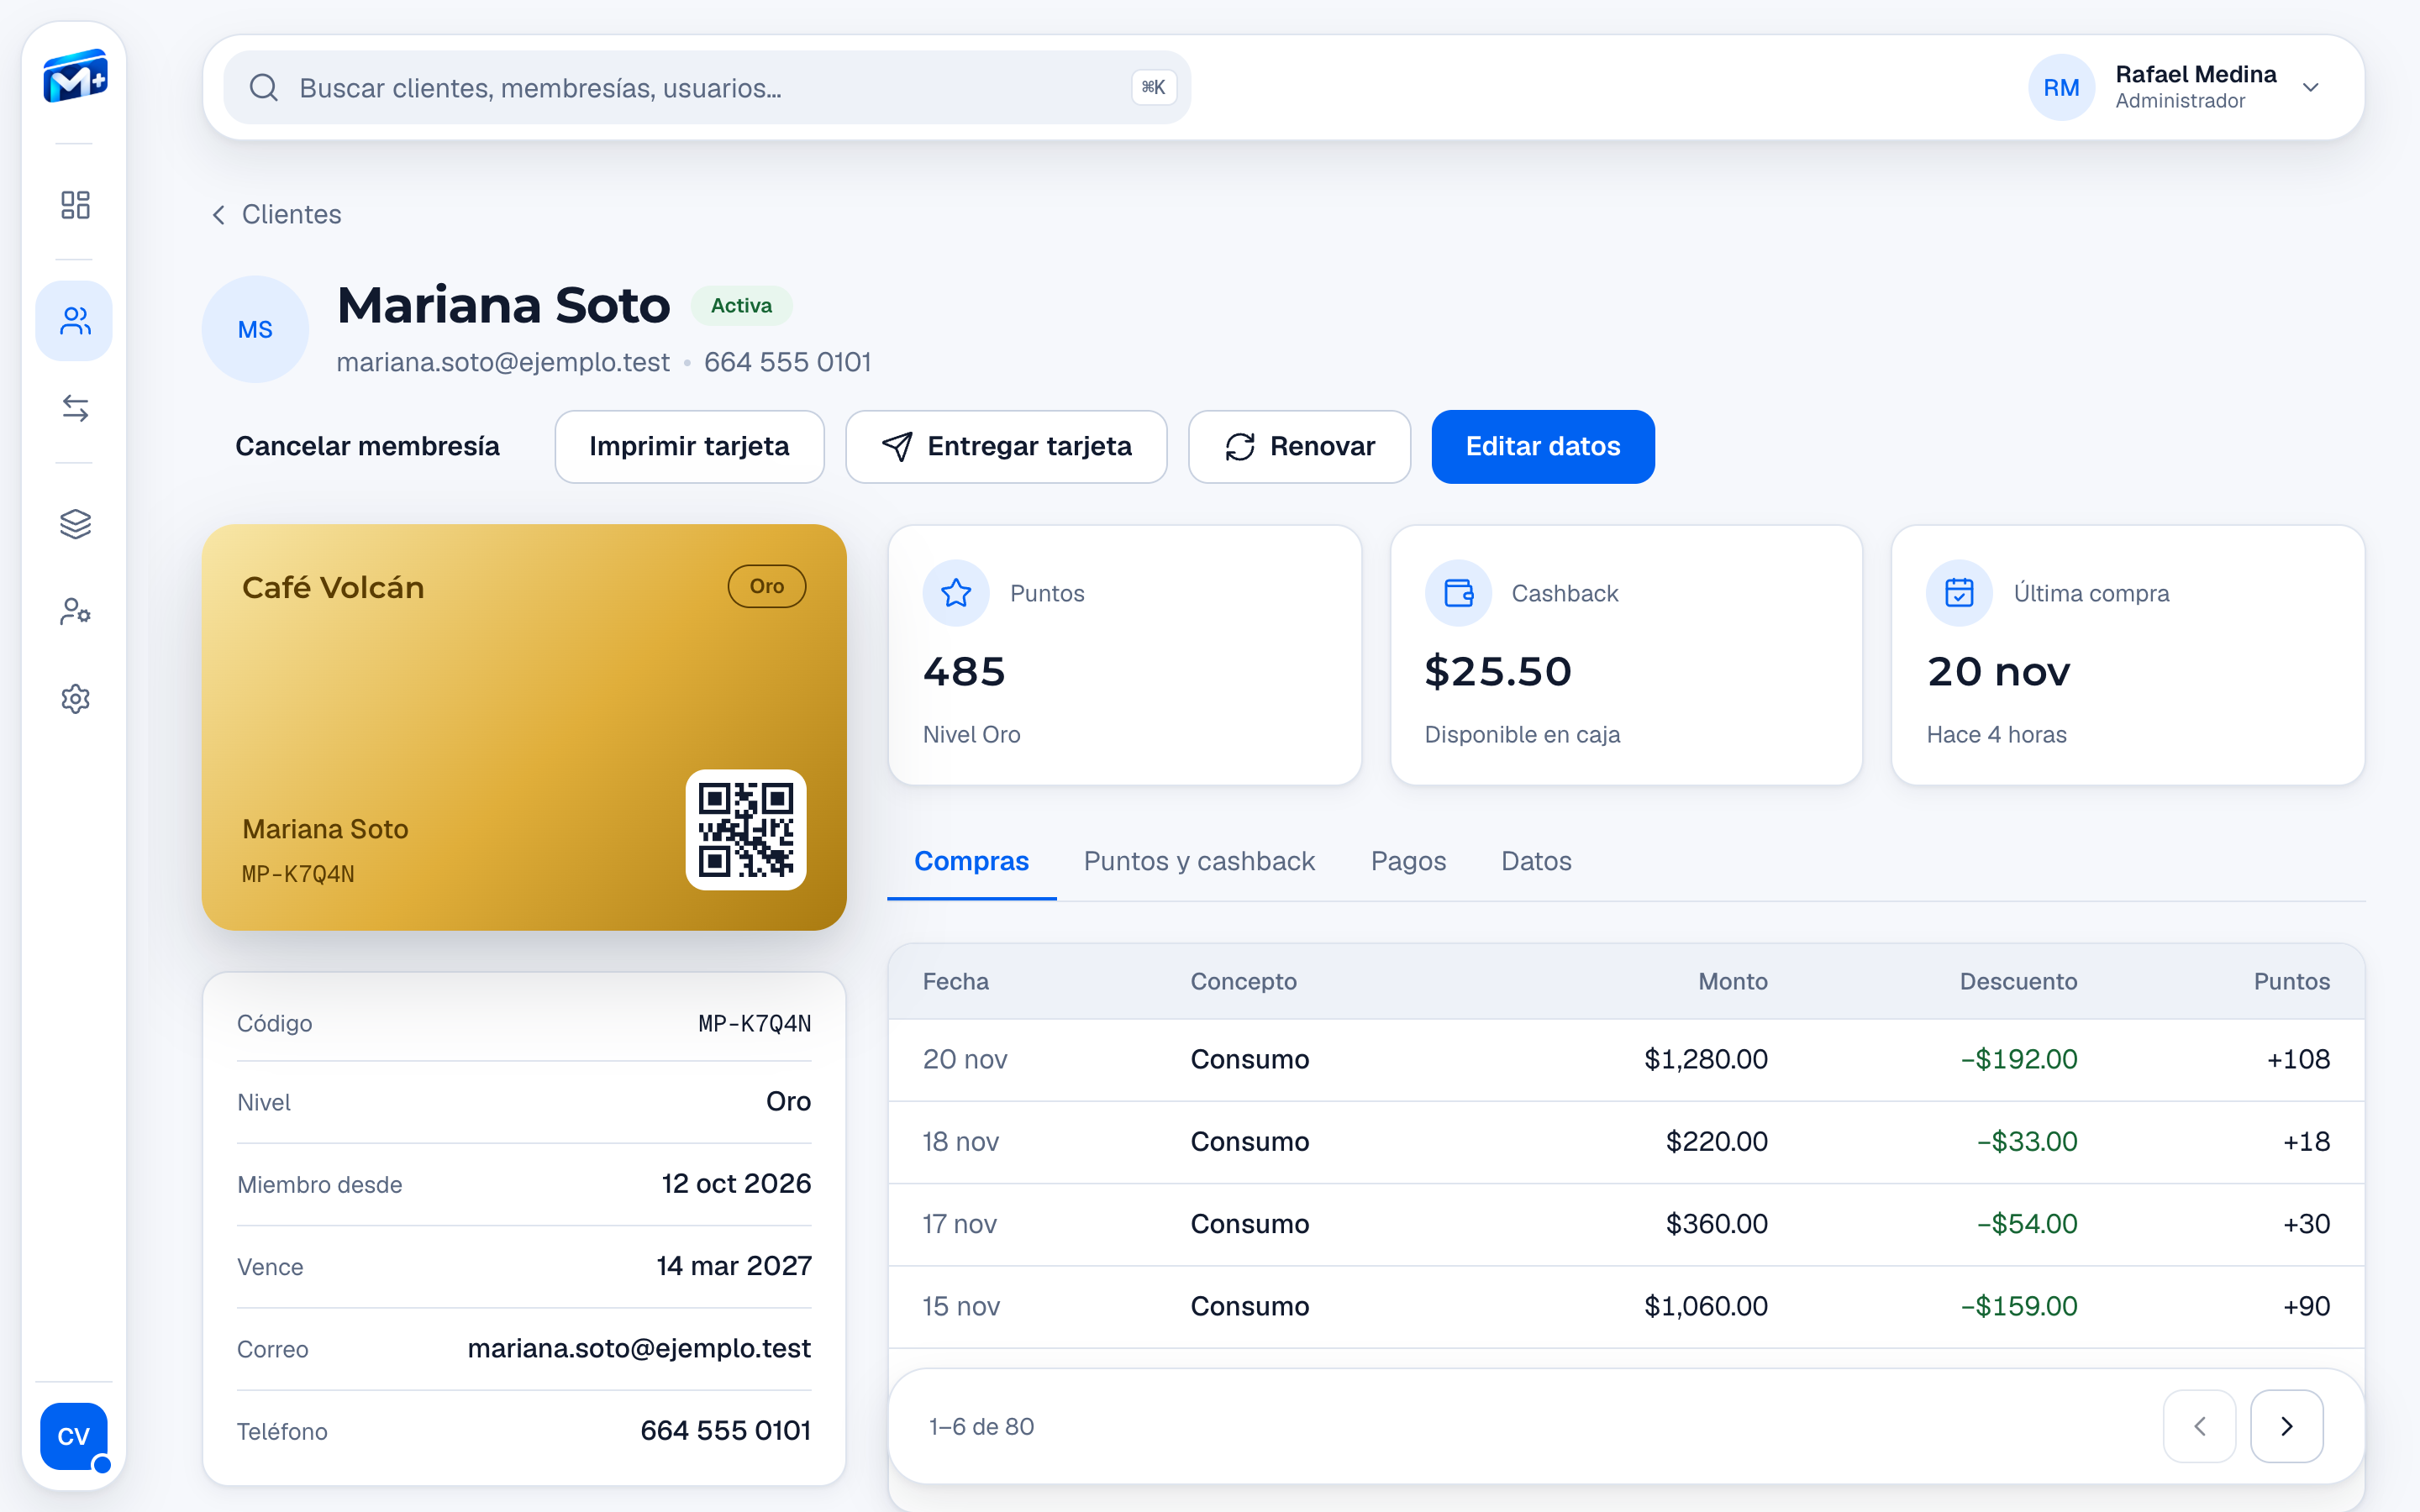 M+
Buscar clientes, membresías, usuarios...
⌘K
RM
Rafael Medina
Administrador
Clientes
MS
Mariana Soto
Activa
mariana.soto@ejemplo.test • 664 555 0101
Cancelar membresía
Imprimir tarjeta
Entregar tarjeta
Renovar
Editar datos
Café Volcán
Oro
Mariana Soto
MP-K7Q4N
Puntos
485
Nivel Oro
Cashback
$25.50
Disponible en caja
Última compra
20 nov
Hace 4 horas
Código MP-K7Q4N
Nivel Oro
Miembro desde 12 oct 2026
Vence 14 mar 2027
Correo mariana.soto@ejemplo.test
Teléfono 664 555 0101
Compras Puntos y cashback Pagos Datos
Fecha Concepto Monto Descuento Puntos
20 nov Consumo $1,280.00 −$192.00 +108
18 nov Consumo $220.00 −$33.00 +18
17 nov Consumo $360.00 −$54.00 +30
15 nov Consumo $1,060.00 −$159.00 +90
1–6 de 80
CV